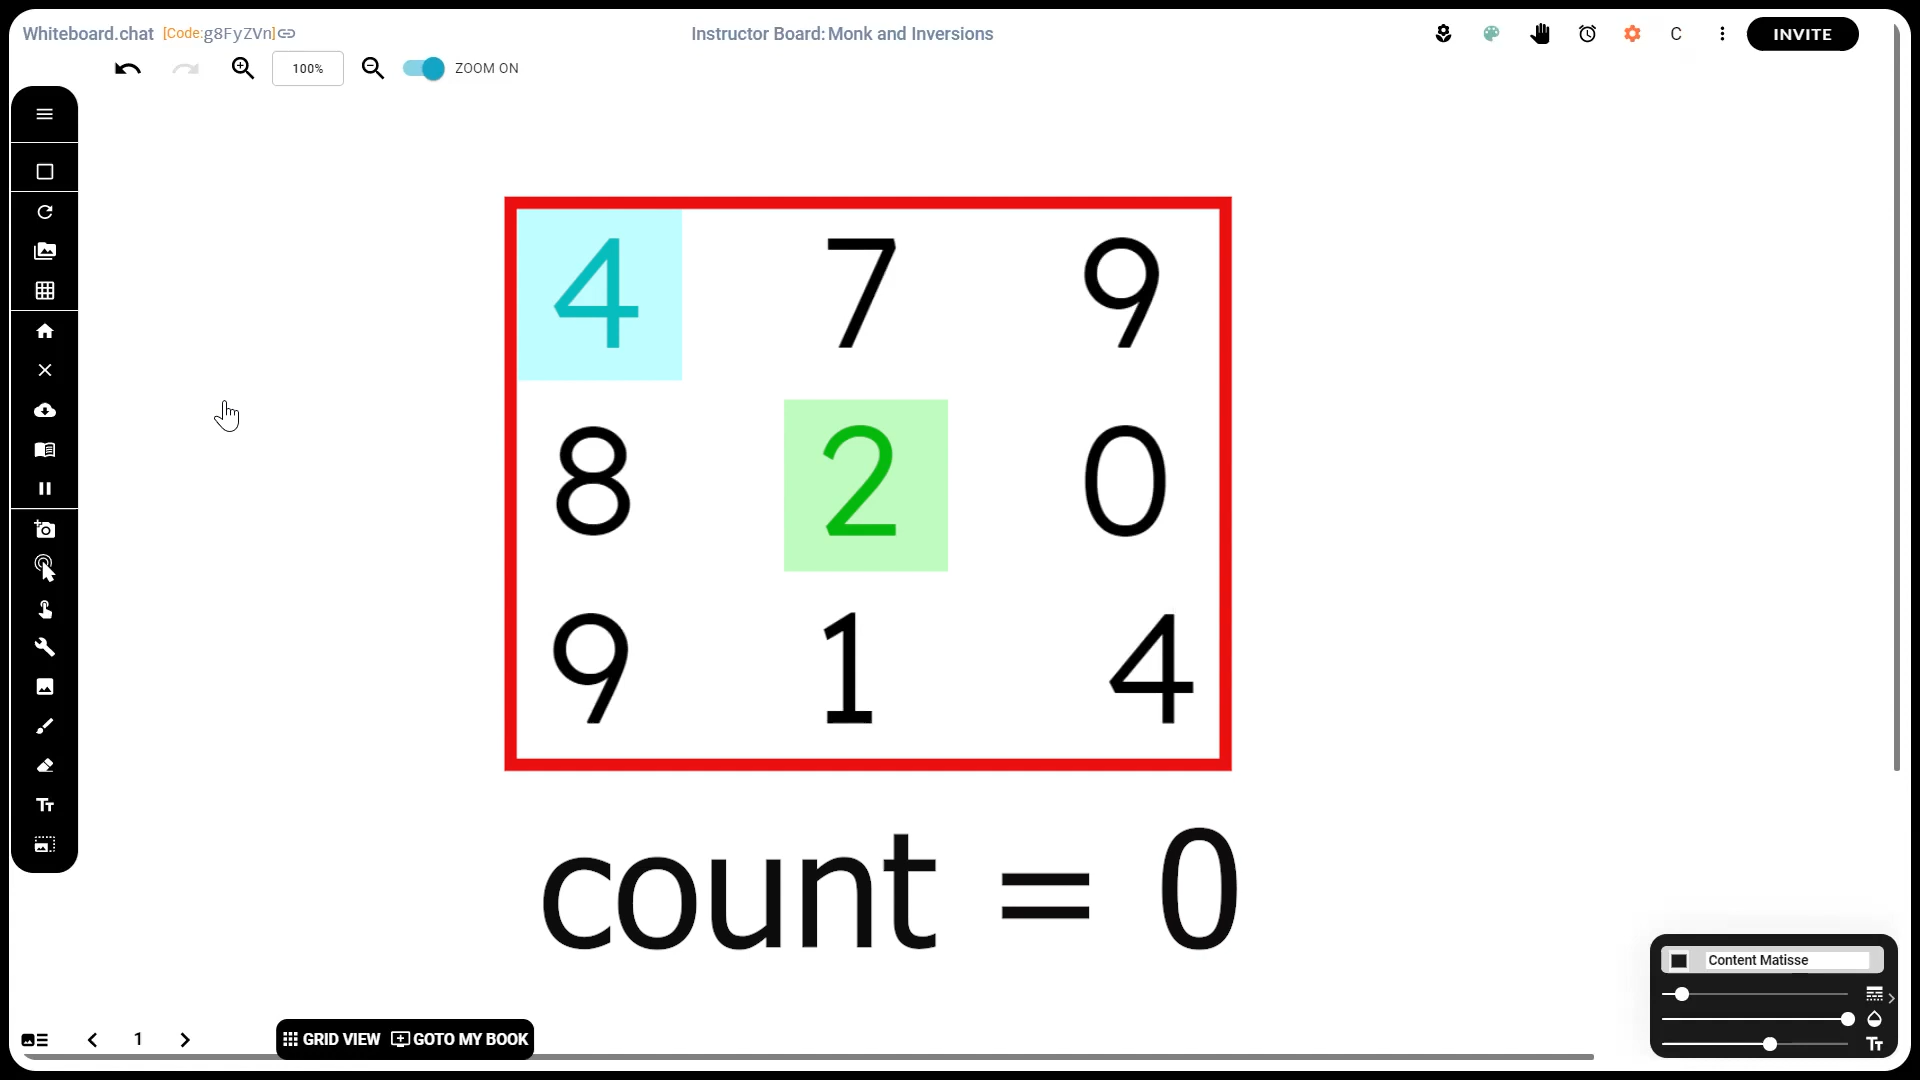 Whiteboard.chat [Code:g8FyZVn] Instructor Board: Monk and Inversions C INVITE
100% ZOOM ON
4 7 9
8 2 0
9 1 4
count = 0
Content Matisse
1 GRID VIEW GOTO MY BOOK